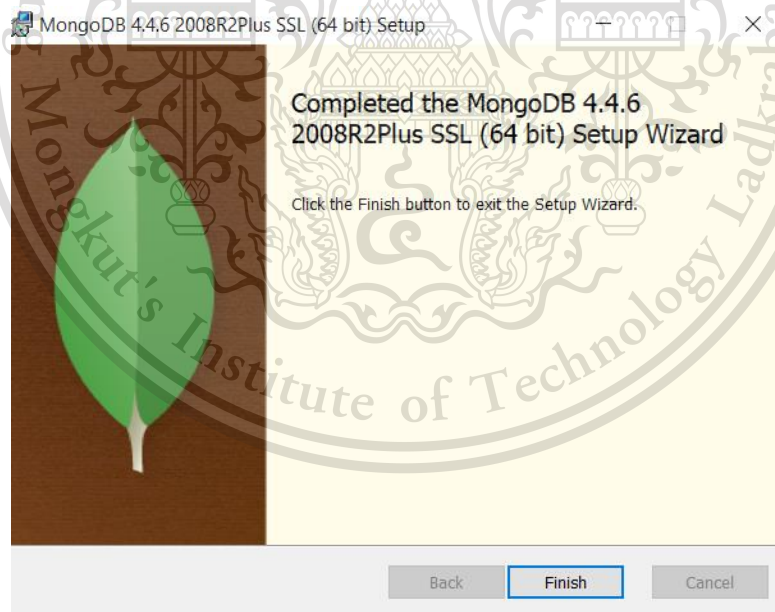 MongoDB 4.4.6 2008R2Plus SSL (64 bit) Setup
Completed the MongoDB 4.4.6
2008R2Plus SSL (64 bit) Setup Wizard
Click the Finish button to exit the Setup Wizard.
Mongkut's Institute of Technology
Back
Finish
Cancel